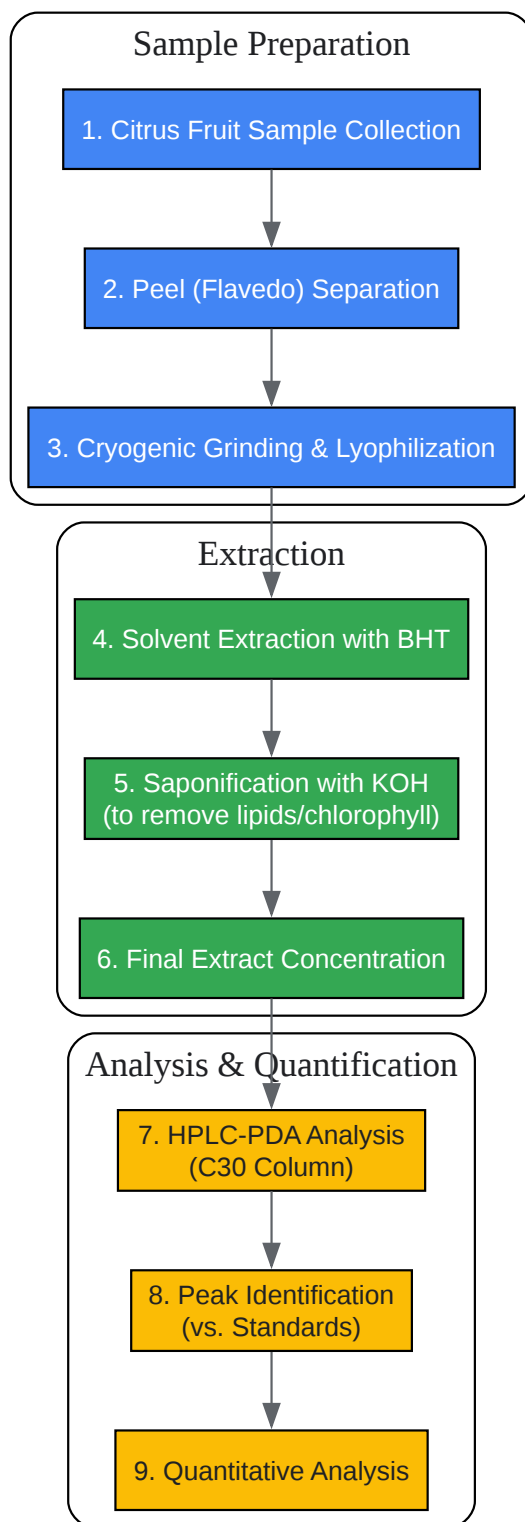 Sample Preparation
1. Citrus Fruit Sample Collection
2. Peel (Flavedo) Separation
3. Cryogenic Grinding & Lyophilization
Extraction
4. Solvent Extraction with BHT
5. Saponification with KOH
(to remove lipids/chlorophyll)
6. Final Extract Concentration
Analysis & Quantification
7. HPLC-PDA Analysis
(C30 Column)
8. Peak Identification
(vs. Standards)
9. Quantitative Analysis